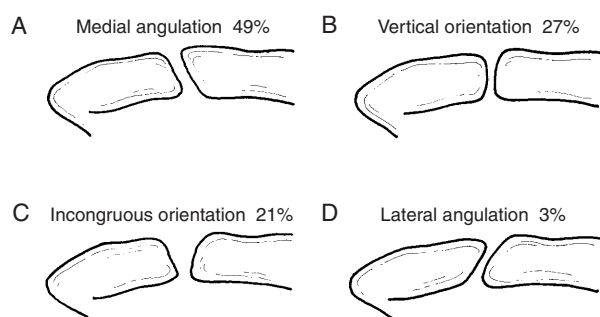 A Medial angulation 49%
B Vertical orientation 27%
C Incongruous orientation 21%
D Lateral angulation 3%